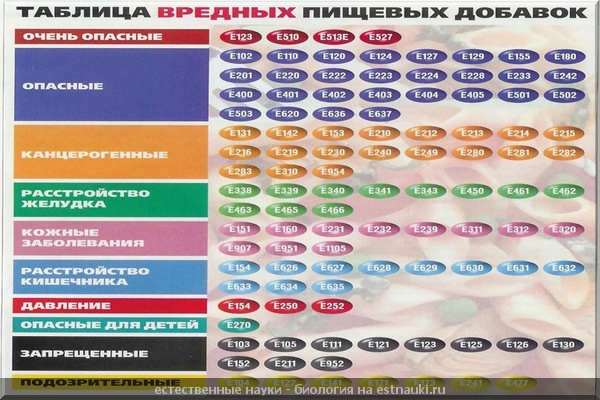 ТАБЛИЦА ВРЕДНЫХ ПИЩЕВЫХ ДОБАВОК
ОЧЕНЬ ОПАСНЫЕ
E123 E510 E513E E527
ОПАСНЫЕ
E102 E110 E120 E124 E127 E129 E155 E180
E201 E220 E222 E223 E224 E228 E233 E242
E400 E401 E402 E403 E404 E405 E501 E502
E503 E620 E636 E637
КАНЦЕРОГЕННЫЕ
E131 E142 E153 E210 E212 E213 E214 E215
E216 E219 E230 E240 E249 E280 E281 E282
E283 E310 E954
РАССТРОЙСТВО
ЖЕЛУДКА
E338 E339 E340 E341 E343 E450 E461 E462
E463 E465 E466
КОЖНЫЕ
ЗАБОЛЕВАНИЯ
E151 E160 E231 E232 E239 E311 E312 E320
E907 E951 E1105
РАССТРОЙСТВО
КИШЕЧНИКА
E154 E626 E627 E628 E629 E630 E631 E632
E633 E634 E635
ДАВЛЕНИЕ
E154 E250 E252
ОПАСНЫЕ ДЛЯ ДЕТЕЙ
E270
ЗАПРЕЩЕННЫЕ
E103 E105 E111 E121 E123 E125 E126 E130
E152 E211 E952
ПОДОЗРИТЕЛЬНЫЕ
E104 E122 E141 E171 E173 E241 E477
естественные науки - биология на estnauki.ru